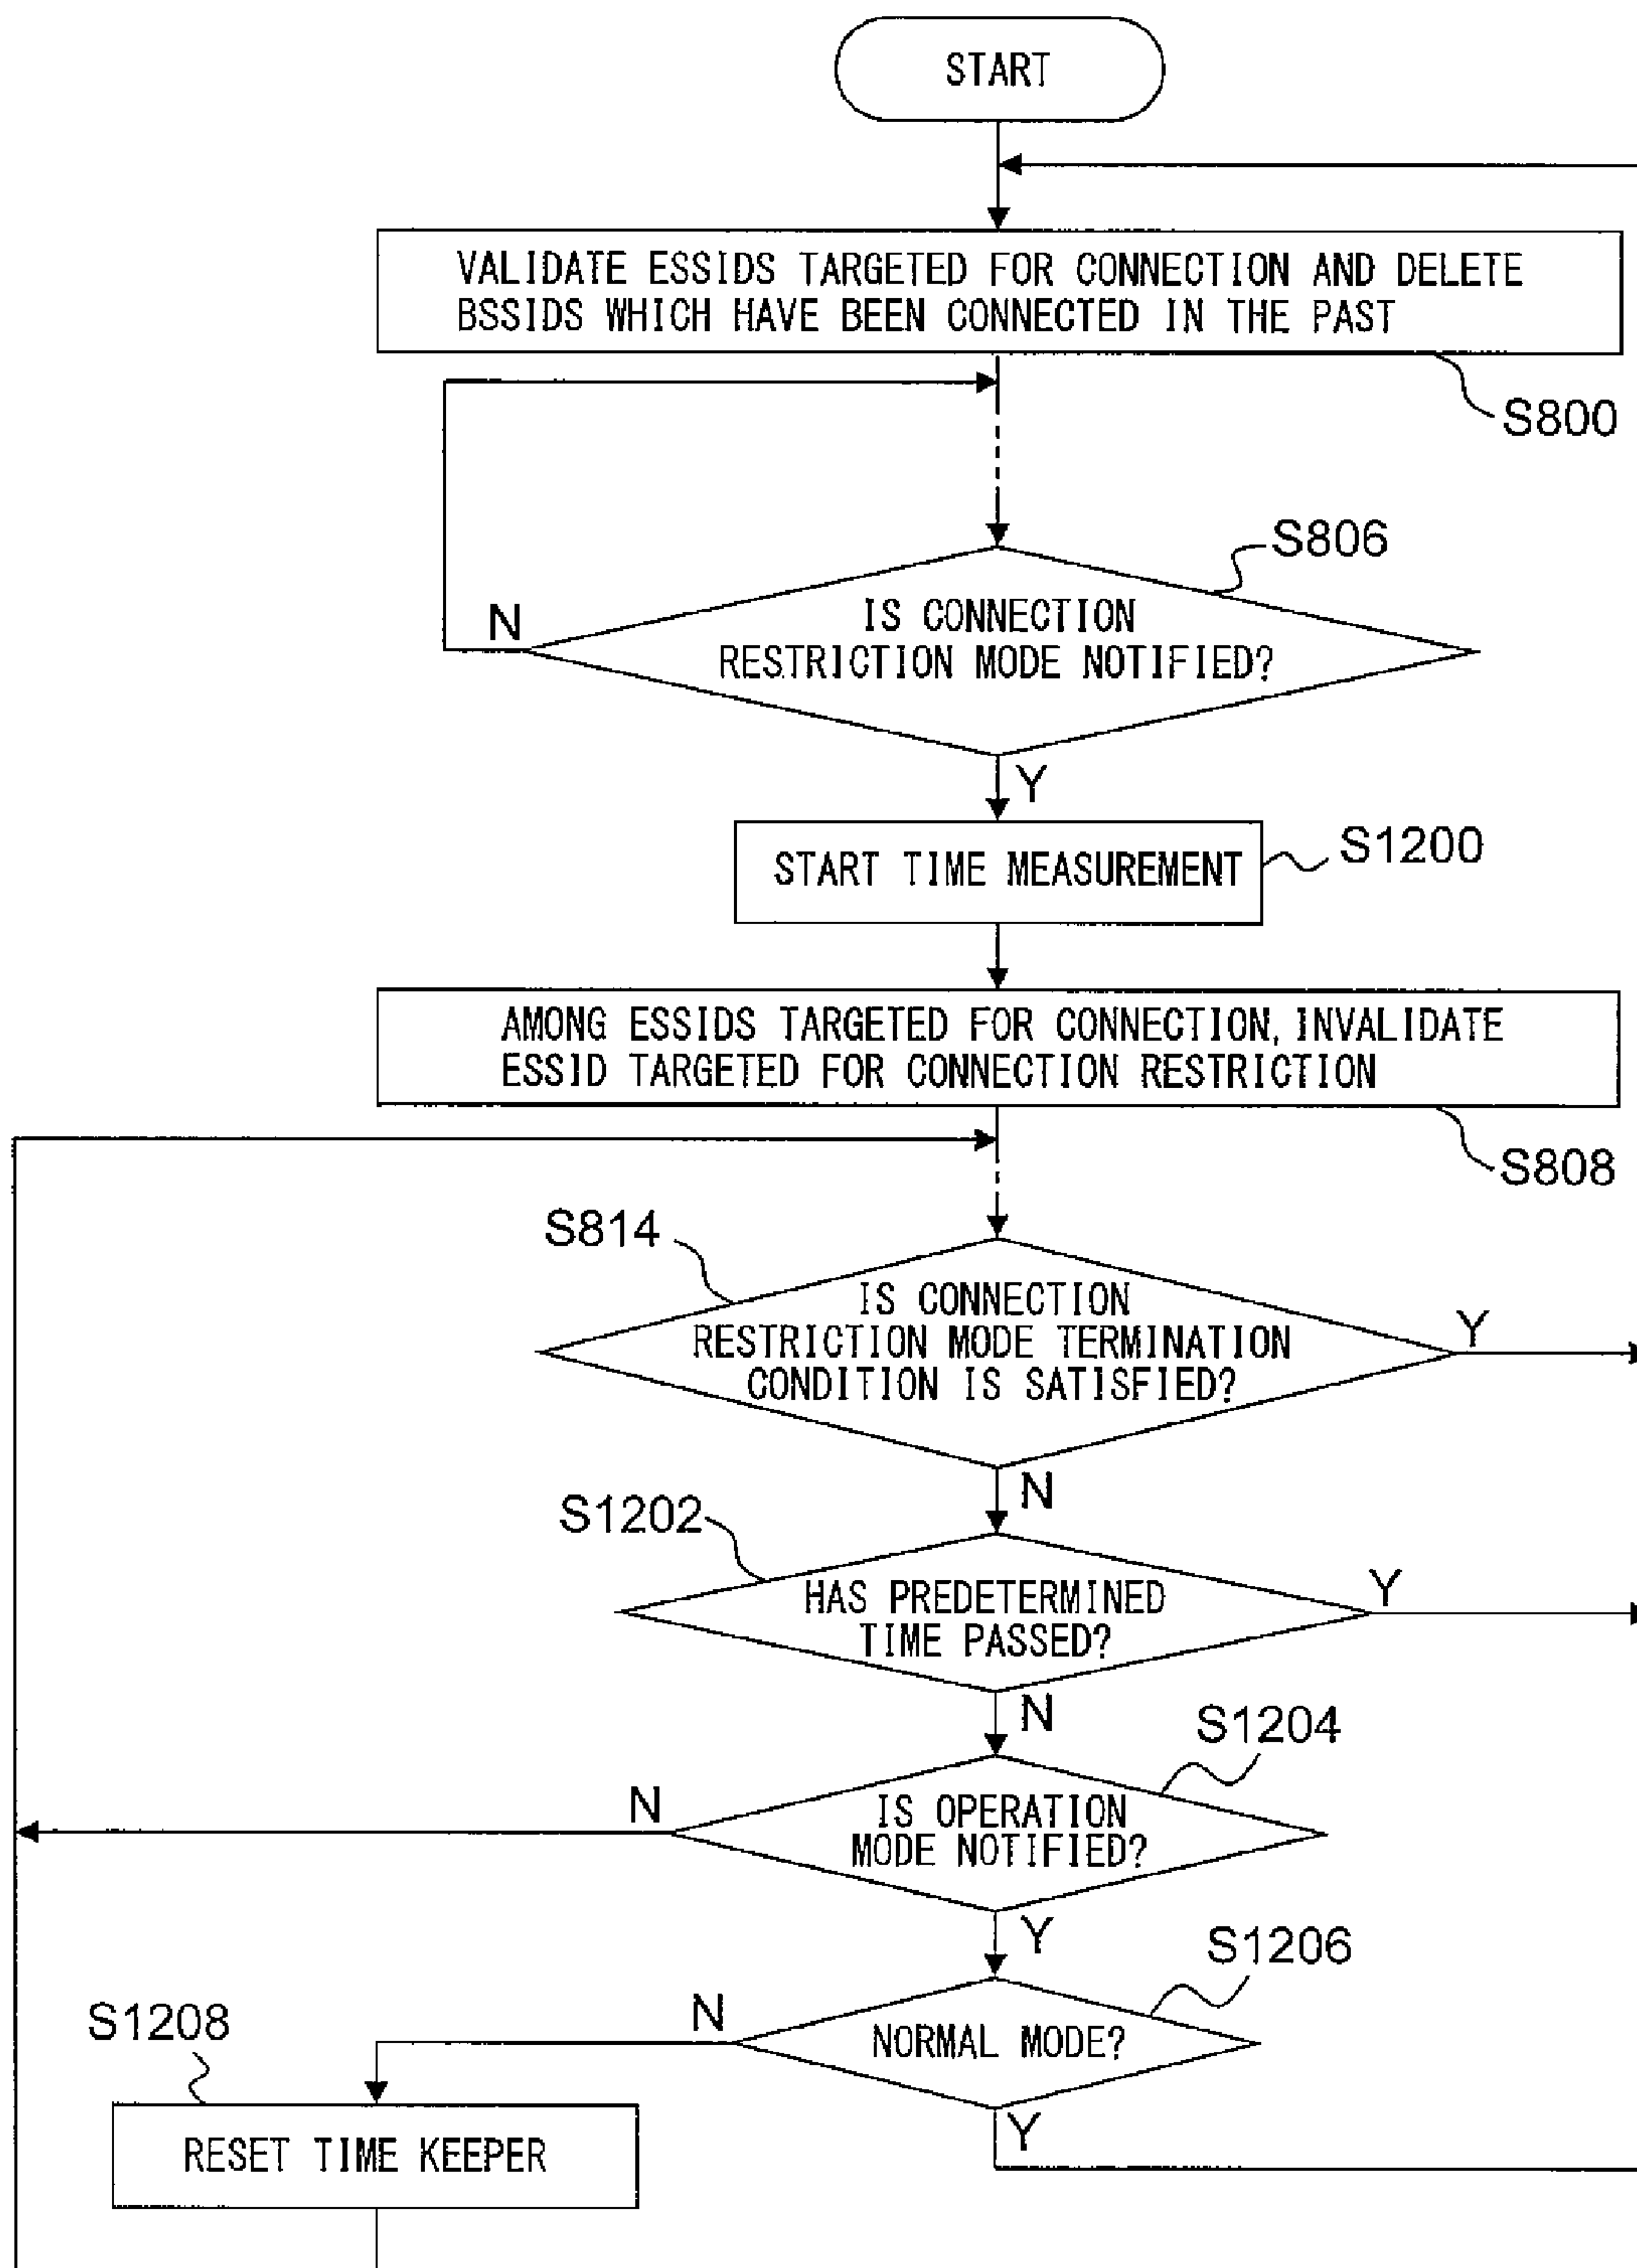 START
VALIDATE ESSIDS TARGETED FOR CONNECTION AND DELETE
BSSIDS WHICH HAVE BEEN CONNECTED IN THE PAST
S800
S806
IS CONNECTION
RESTRICTION MODE NOTIFIED?
N
Y
START TIME MEASUREMENT
S1200
AMONG ESSIDS TARGETED FOR CONNECTION, INVALIDATE
ESSID TARGETED FOR CONNECTION RESTRICTION
S808
S814
IS CONNECTION
RESTRICTION MODE TERMINATION
CONDITION IS SATISFIED?
Y
N
S1202
HAS PREDETERMINED
TIME PASSED?
Y
N
S1204
IS OPERATION
MODE NOTIFIED?
N
Y
S1206
NORMAL MODE?
N
Y
S1208
RESET TIME KEEPER